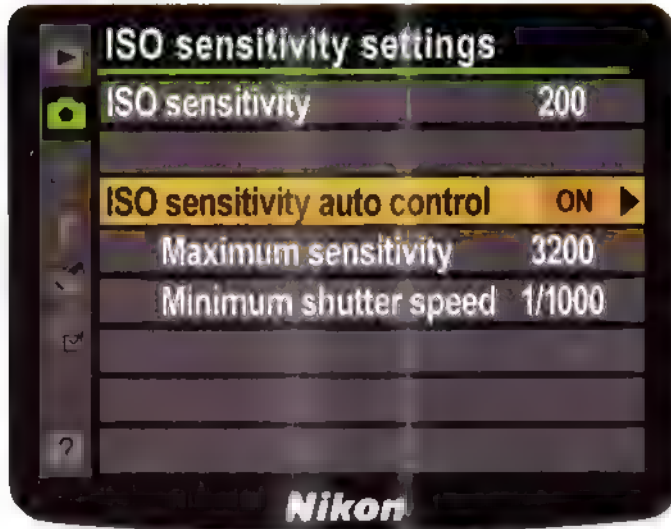 ISO sensitivity settings
ISO sensitivity 200
ISO sensitivity auto control ON
Maximum sensitivity 3200
Minimum shutter speed 1/1000
?
Nikon